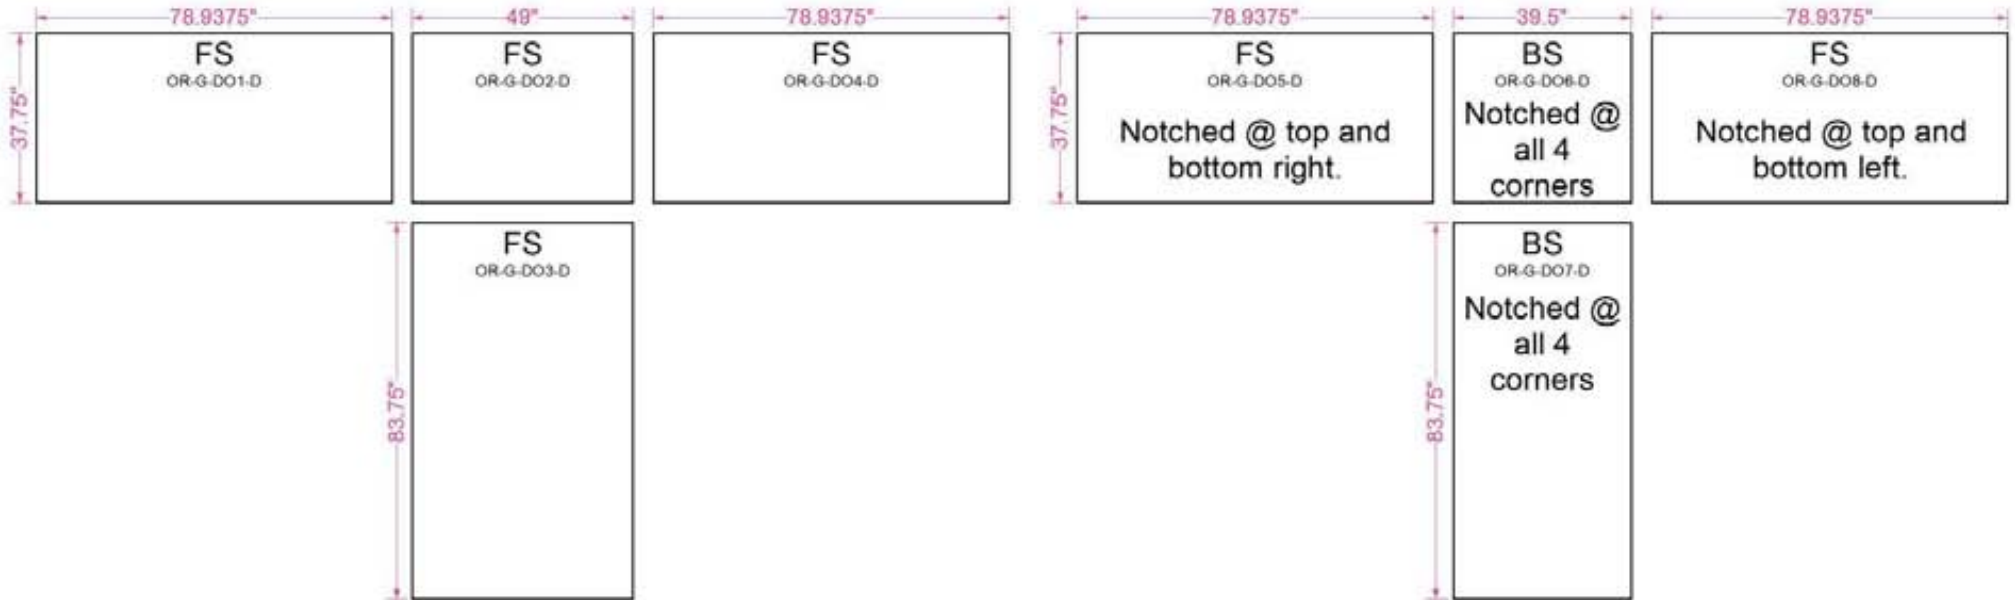 78.9375" 49" 78.9375" 78.9375" 39.5" 78.9375"
37.75"
FS
OR-G-DO1-D
FS
OR-G-DO2-D
FS
OR-G-DO4-D
37.75"
FS
OR-G-DO5-D
Notched @ top and
bottom right.
BS
OR-G-DO6-D
Notched @
all 4
corners
FS
OR-G-DO8-D
Notched @ top and
bottom left.
83.75"
FS
OR-G-DO3-D
83.75"
BS
OR-G-DO7-D
Notched @
all 4
corners